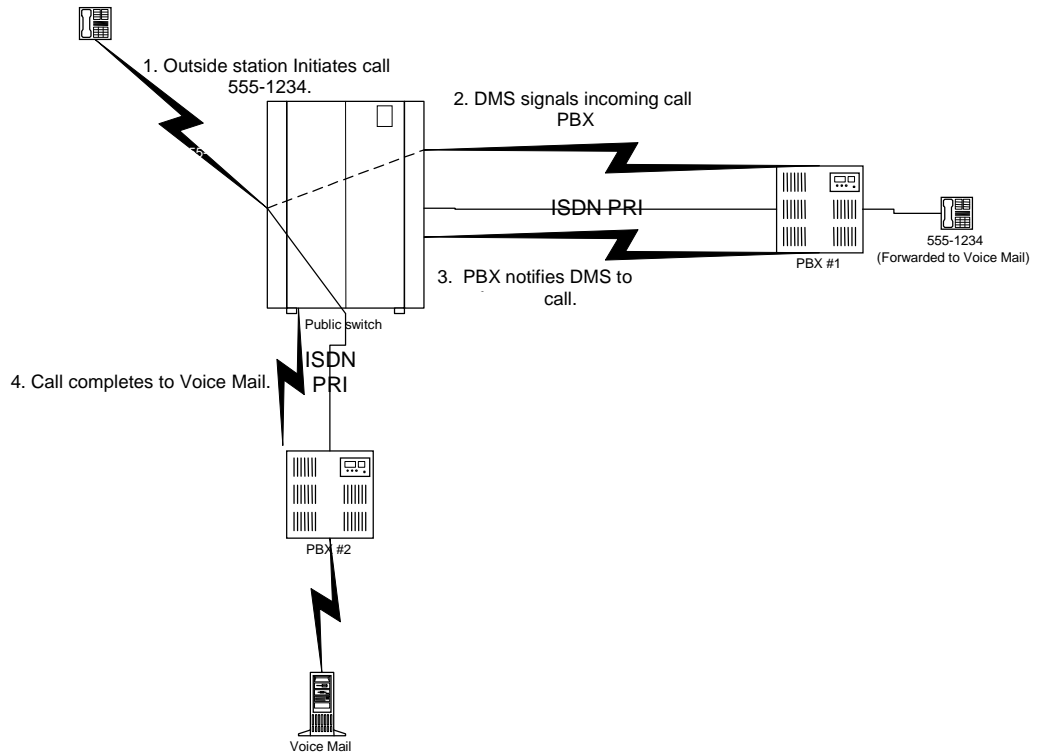 1. Outside station Initiates call
555-1234.
2. DMS signals incoming call
PBX
ISDN PRI
555-1234
(Forwarded to Voice Mail)
PBX #1
3. PBX notifies DMS to
call.
Public switch
ISDN
PRI
4. Call completes to Voice Mail.
PBX #2
Voice Mail